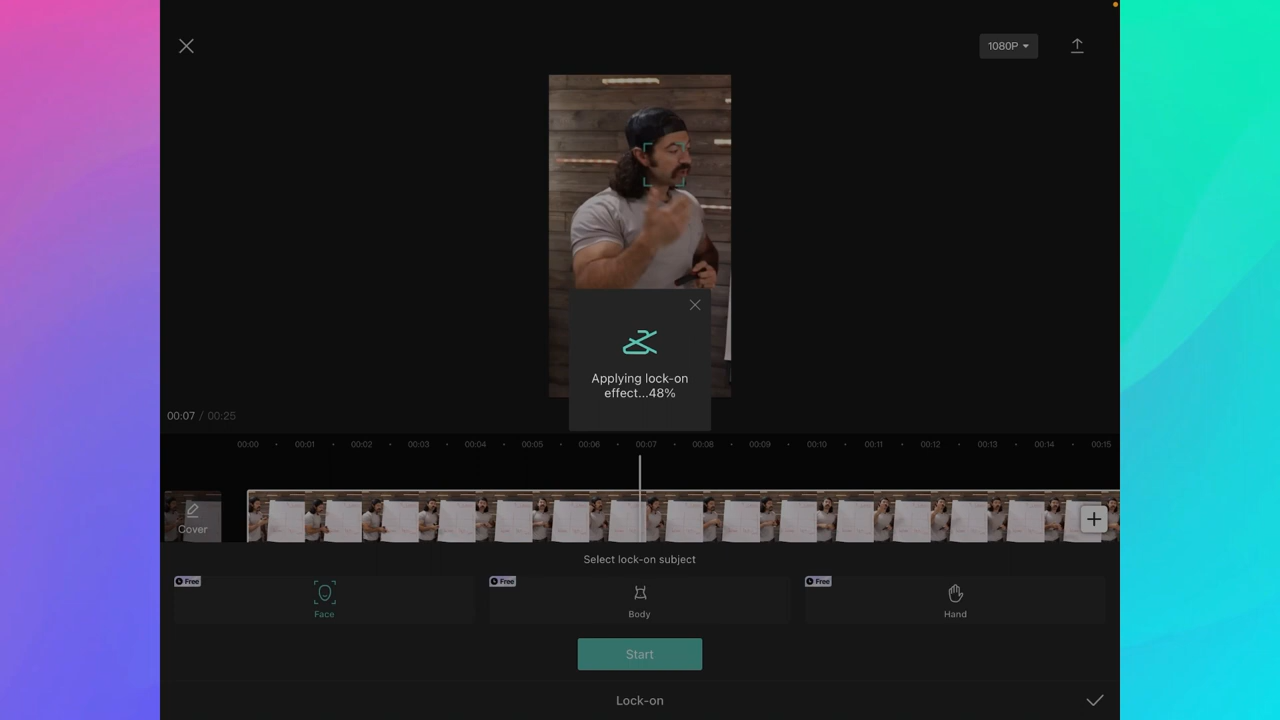 1080P
Applying lock-on
effect...48%
00:07 / 00:25
00:00 00:01 00:02 00:03 00:04 00:05 00:06 00:07 00:08 00:09 00:10 00:11 00:12 00:13 00:14 00:15
Cover
Select lock-on subject
Free Free Free
Face Body Hand
Start
Lock-on